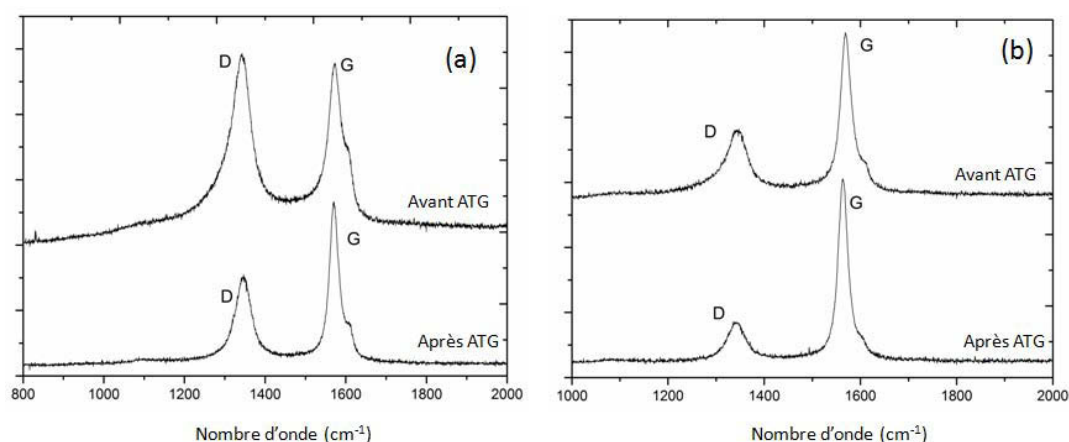 (a)
D
G
Avant ATG
D
G
Après ATG
800 1000 1200 1400 1600 1800 2000
Nombre d'onde (cm⁻¹)
(b)
D
G
Avant ATG
D
G
Après ATG
1000 1200 1400 1600 1800 2000
Nombre d'onde (cm⁻¹)